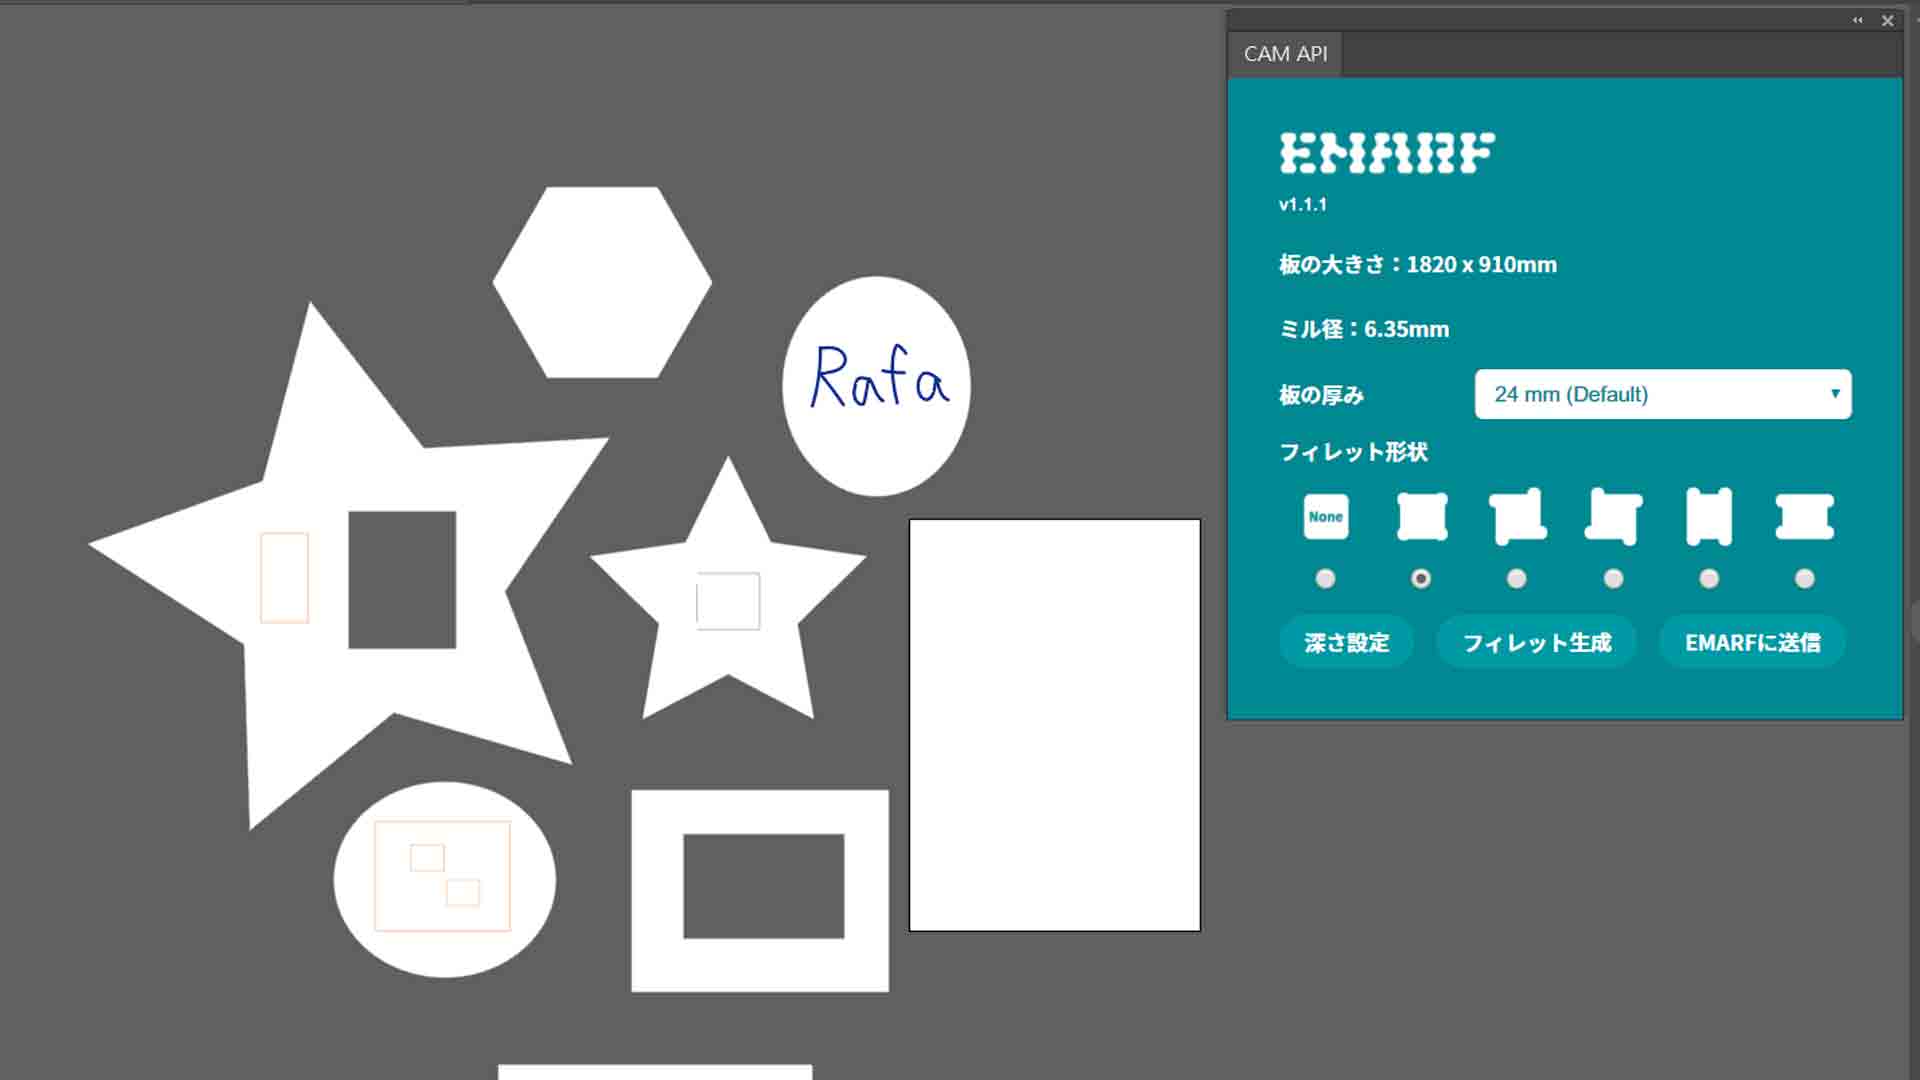 CAM API
EMARF
v1.1.1
板の大きさ：1820 x 910mm
ミル径：6.35mm
板の厚み
24 mm (Default)
フィレット形状
None
深さ設定
フィレット生成
EMARFに送信
Rafa